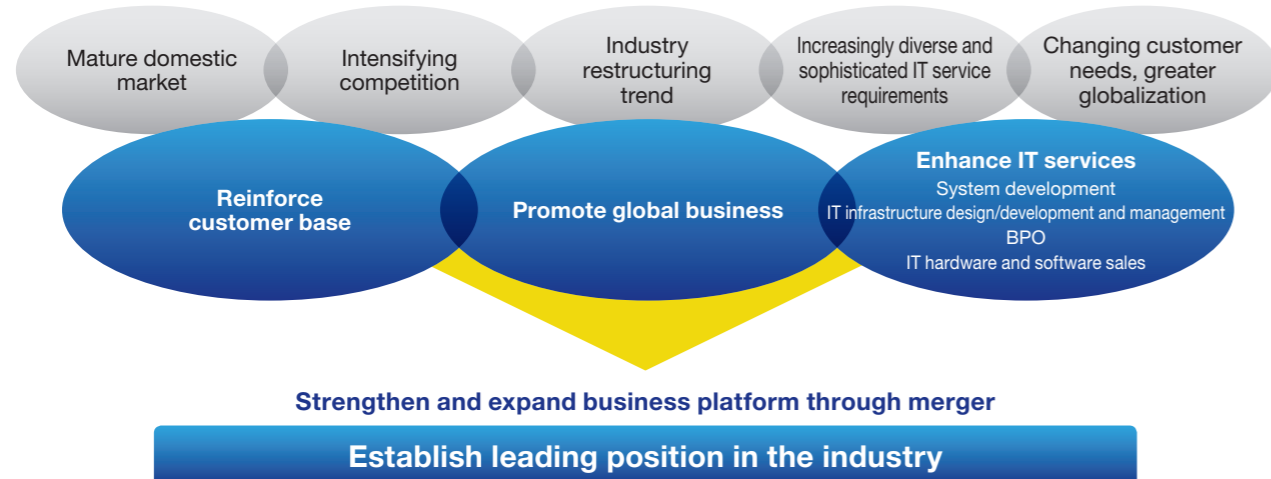 Mature domestic
market
Intensifying
competition
Industry
restructuring
trend
Increasingly diverse and
sophisticated IT service
requirements
Changing customer
needs, greater
globalization
Reinforce
customer base
Promote global business
Enhance IT services
System development
IT infrastructure design/development and management
BPO
IT hardware and software sales
Strengthen and expand business platform through merger
Establish leading position in the industry